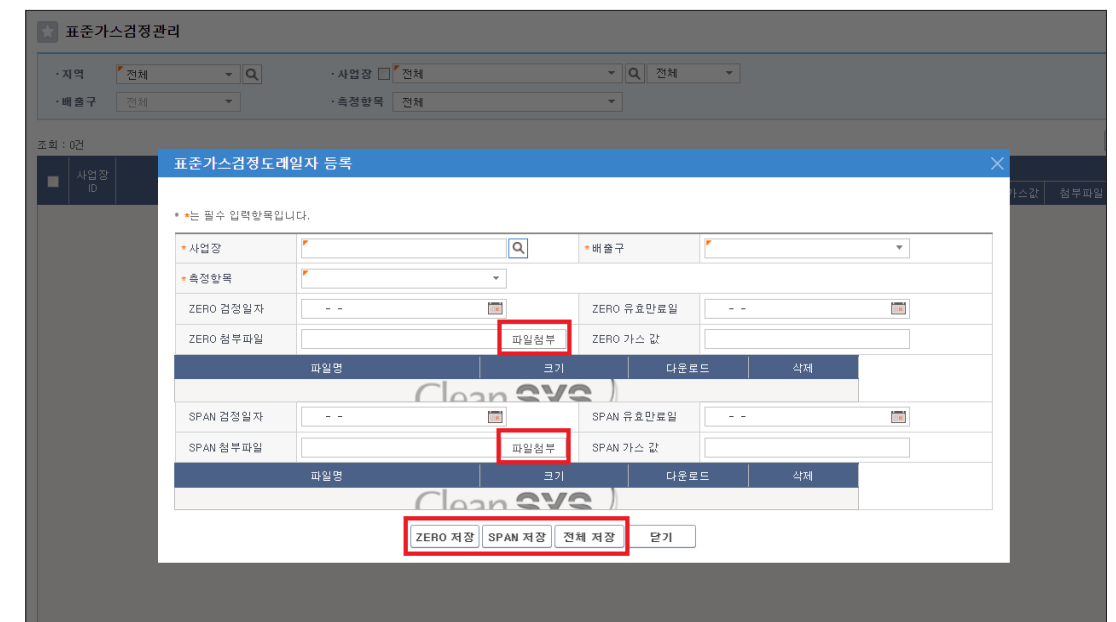 표준가스검정관리
·지역 전체 ·사업장 전체 전체
·배출구 전체 ·측정항목 전체
조회 : 0건
사업장
ID
가스값 첨부파일
표준가스검정도래일자 등록
* *는 필수 입력항목입니다.
*사업장 *배출구
*측정항목
ZERO 검정일자 - - ZERO 유효만료일 - -
ZERO 첨부파일 파일첨부 ZERO 가스 값
파일명 크기 다운로드 삭제
Clean SYS
SPAN 검정일자 - - SPAN 유효만료일 - -
SPAN 첨부파일 파일첨부 SPAN 가스 값
파일명 크기 다운로드 삭제
Clean SYS
ZERO 저장 SPAN 저장 전체 저장 닫기